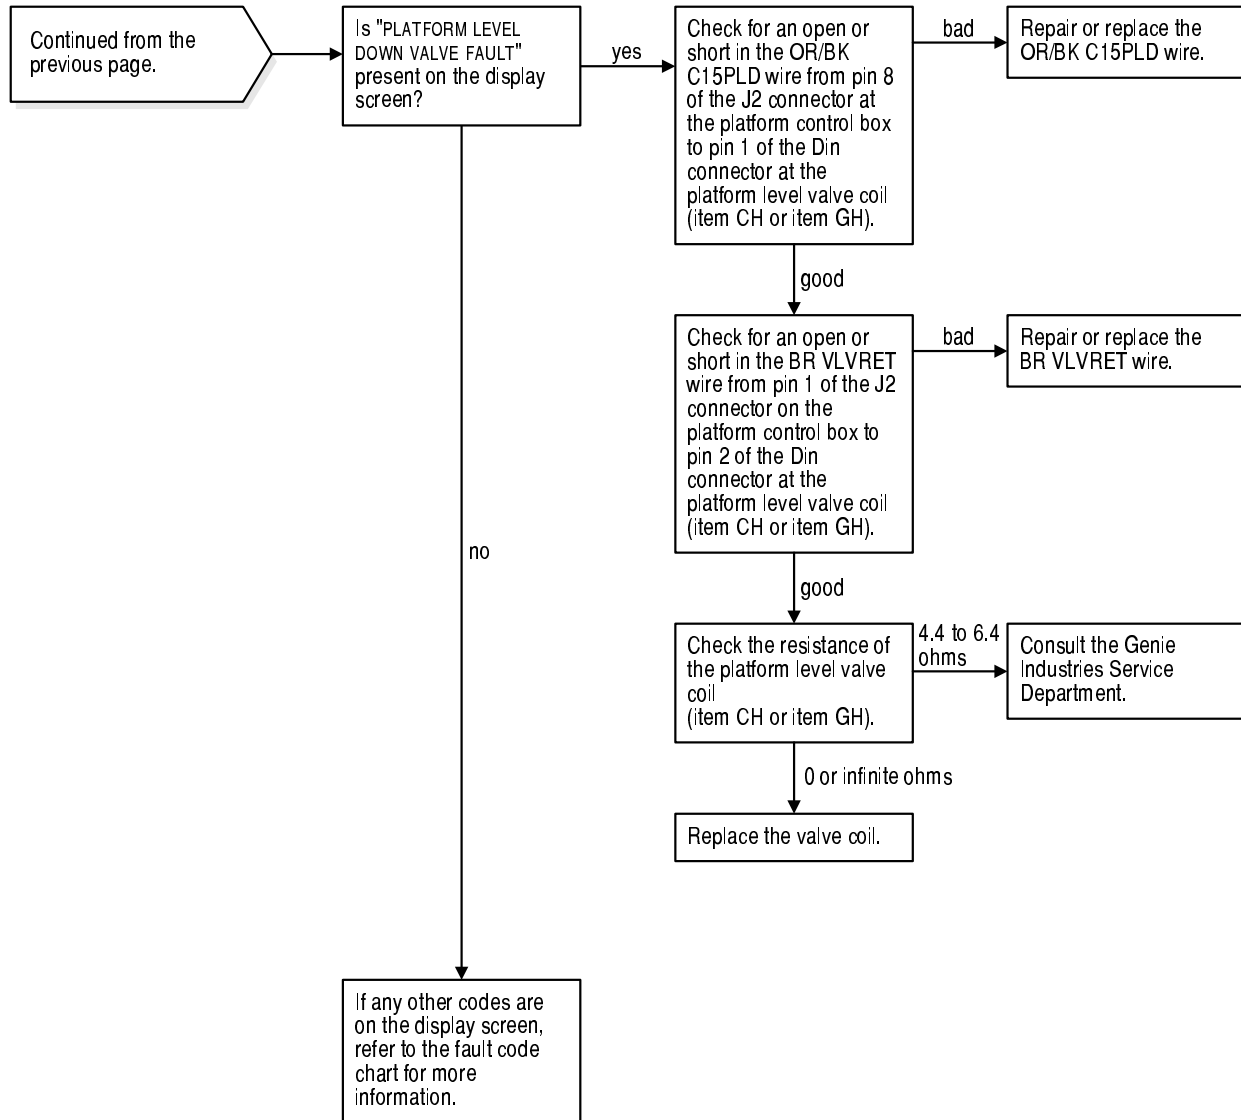 Continued from the
previous page.
Is "PLATFORM LEVEL
DOWN VALVE FAULT"
present on the display
screen?
yes
Check for an open or
short in the OR/BK
C15PLD wire from pin 8
of the J2 connector at
the platform control box
to pin 1 of the Din
connector at the
platform level valve coil
(item CH or item GH).
bad
Repair or replace the
OR/BK C15PLD wire.
good
Check for an open or
short in the BR VLVRET
wire from pin 1 of the J2
connector on the
platform control box to
pin 2 of the Din
connector at the
platform level valve coil
(item CH or item GH).
bad
Repair or replace the
BR VLVRET wire.
no
good
Check the resistance of
the platform level valve
coil
(item CH or item GH).
4.4 to 6.4
ohms
Consult the Genie
Industries Service
Department.
0 or infinite ohms
Replace the valve coil.
If any other codes are
on the display screen,
refer to the fault code
chart for more
information.